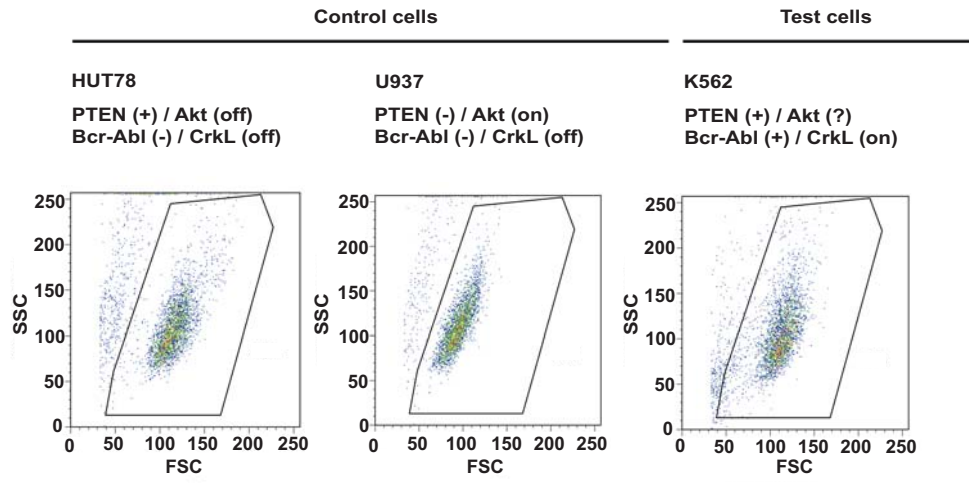 Control cells
Test cells
HUT78
PTEN (+) / Akt (off)
Bcr-Abl (-) / CrkL (off)
U937
PTEN (-) / Akt (on)
Bcr-Abl (-) / CrkL (off)
K562
PTEN (+) / Akt (?)
Bcr-Abl (+) / CrkL (on)
250
200
150
100
50
0
SSC
0 50 100 150 200 250
FSC
250
200
150
100
50
0
SSC
0 50 100 150 200 250
FSC
250
200
150
100
50
0
SSC
0 50 100 150 200 250
FSC